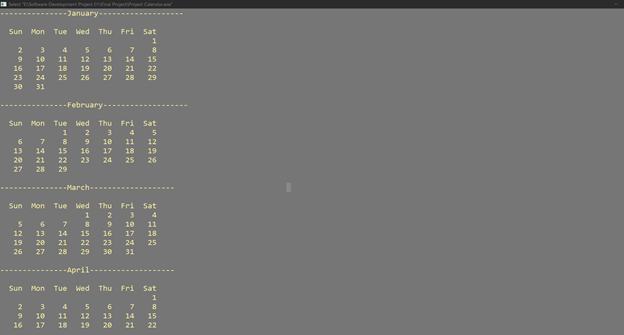 Select "E:\Software Development Project 01\Final Project\Project Calendar.exe"
---------------January-------------------
Sun Mon Tue Wed Thu Fri Sat
1
2 3 4 5 6 7 8
9 10 11 12 13 14 15
16 17 18 19 20 21 22
23 24 25 26 27 28 29
30 31
---------------February-------------------
Sun Mon Tue Wed Thu Fri Sat
1 2 3 4 5
6 7 8 9 10 11 12
13 14 15 16 17 18 19
20 21 22 23 24 25 26
27 28 29
---------------March-------------------
Sun Mon Tue Wed Thu Fri Sat
1 2 3 4
5 6 7 8 9 10 11
12 13 14 15 16 17 18
19 20 21 22 23 24 25
26 27 28 29 30 31
---------------April-------------------
Sun Mon Tue Wed Thu Fri Sat
1
2 3 4 5 6 7 8
9 10 11 12 13 14 15
16 17 18 19 20 21 22